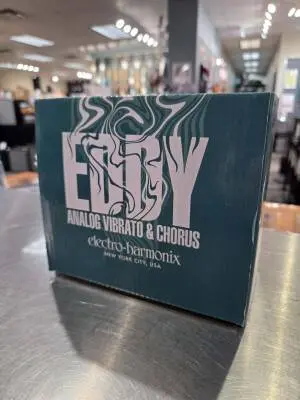 EDDY
ANALOG VIBRATO & CHORUS
electro-harmonix
NEW YORK CITY, USA